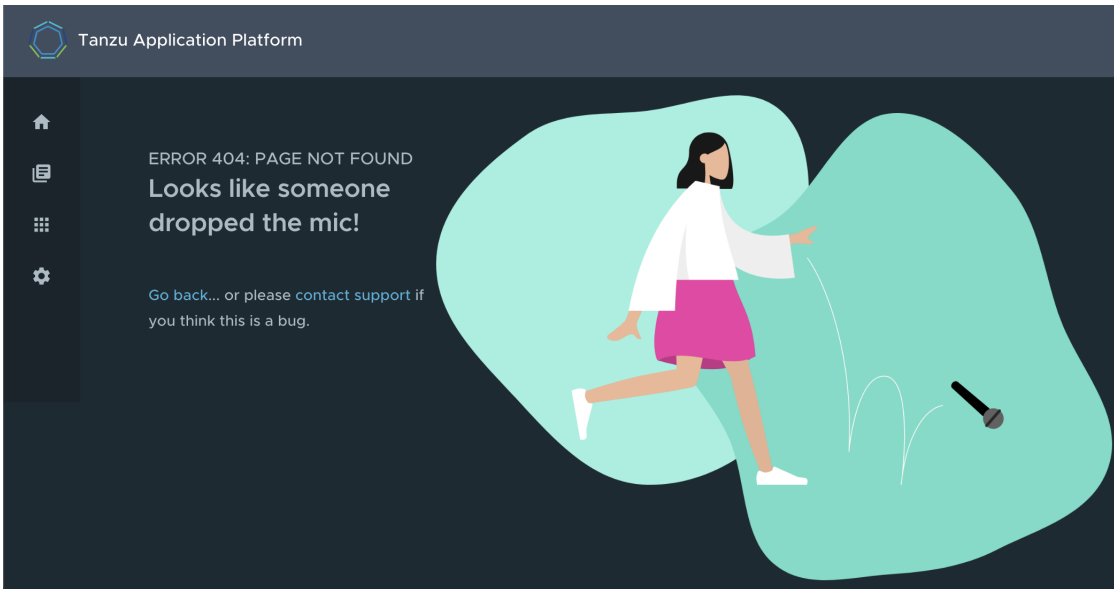 Tanzu Application Platform
ERROR 404: PAGE NOT FOUND
Looks like someone
dropped the mic!
Go back... or please contact support if
you think this is a bug.